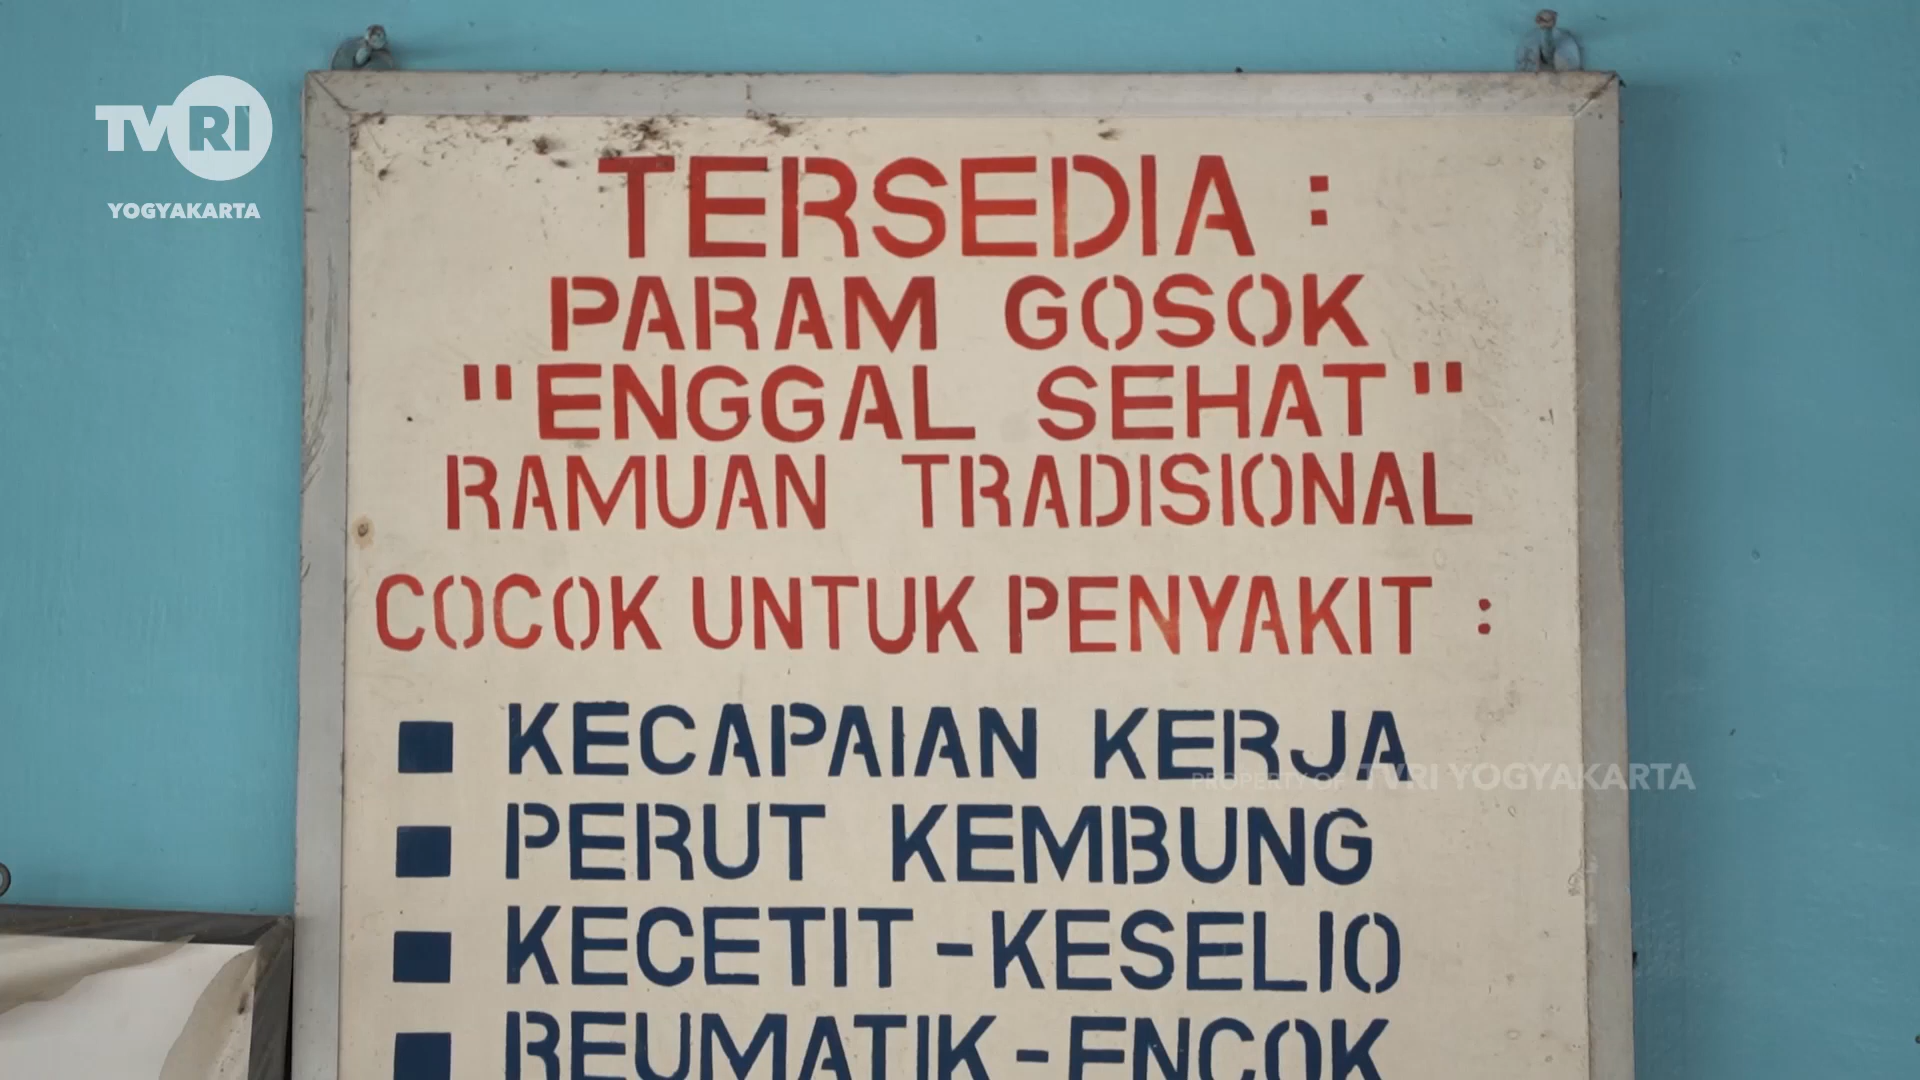 TVRI
YOGYAKARTA
TERSEDIA :
PARAM GOSOK
"ENGGAL SEHAT"
RAMUAN TRADISIONAL
COCOK UNTUK PENYAKIT :
■ KECAPAIAN KERJA
PROPERTY OF TVRI YOGYAKARTA
■ PERUT KEMBUNG
■ KECETIT-KESELIO
■ REUMATIK-ENCOK